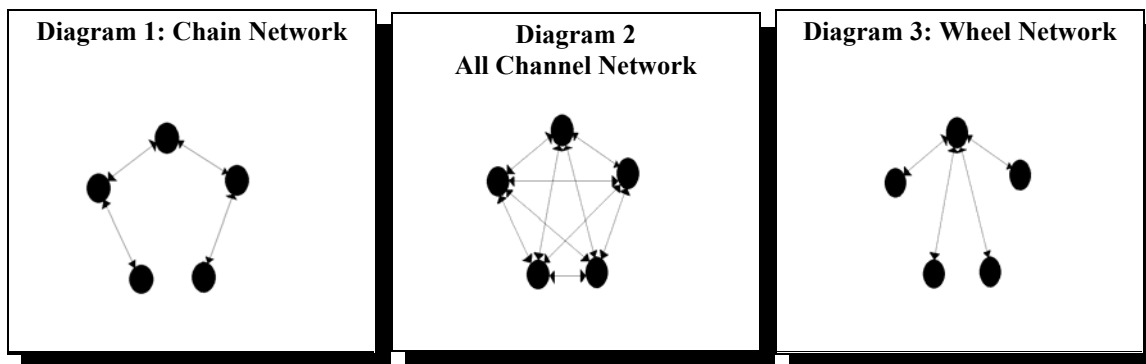 Diagram 1: Chain Network
Diagram 2
All Channel Network
Diagram 3: Wheel Network